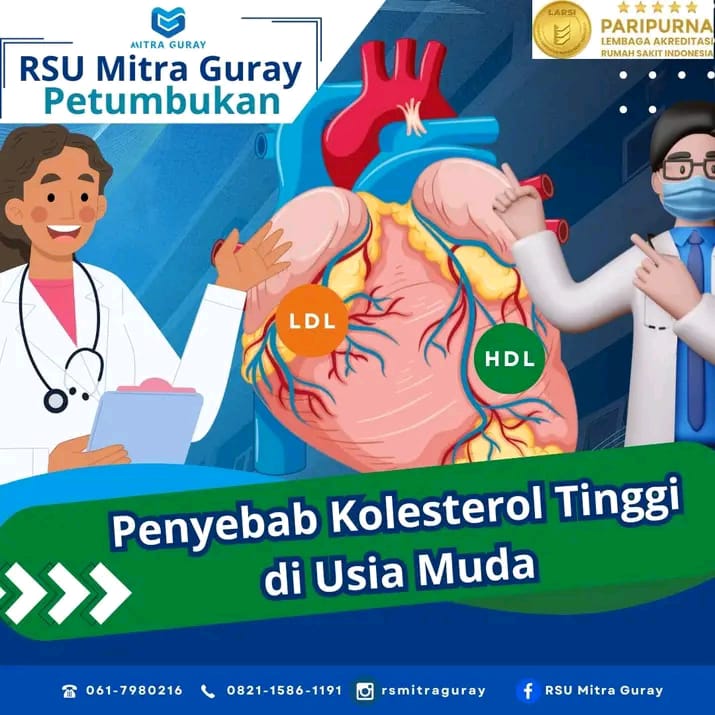 MITRA GURAY
RSU Mitra Guray
Petumbukan
LARSI
PARIPURNA
LEMBAGA AKREDITASI
RUMAH SAKIT INDONESIA
LDL
HDL
Penyebab Kolesterol Tinggi
di Usia Muda
061-7980216 0821-1586-1191 rsmitraguray RSU Mitra Guray